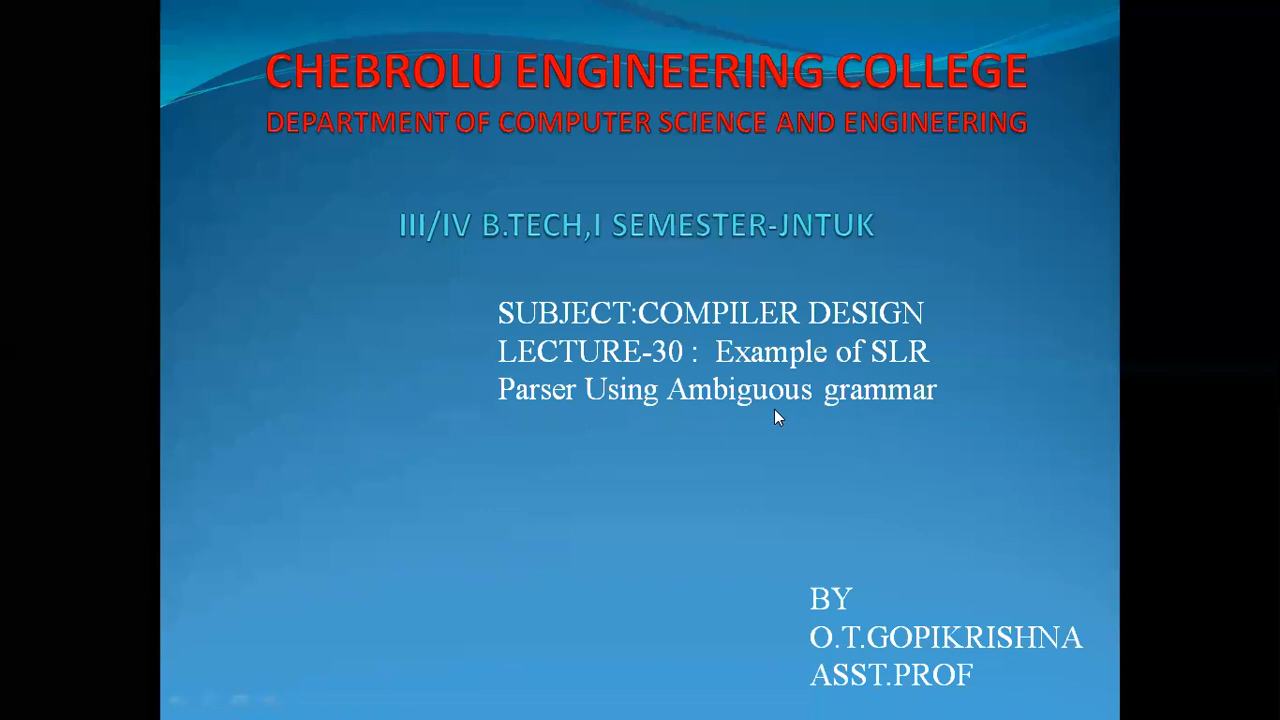 CHEBROLU ENGINEERING COLLEGE
DEPARTMENT OF COMPUTER SCIENCE AND ENGINEERING
III/IV B.TECH,I SEMESTER-JNTUK
SUBJECT:COMPILER DESIGN
LECTURE-30 : Example of SLR
Parser Using Ambiguous grammar
BY
O.T.GOPIKRISHNA
ASST.PROF